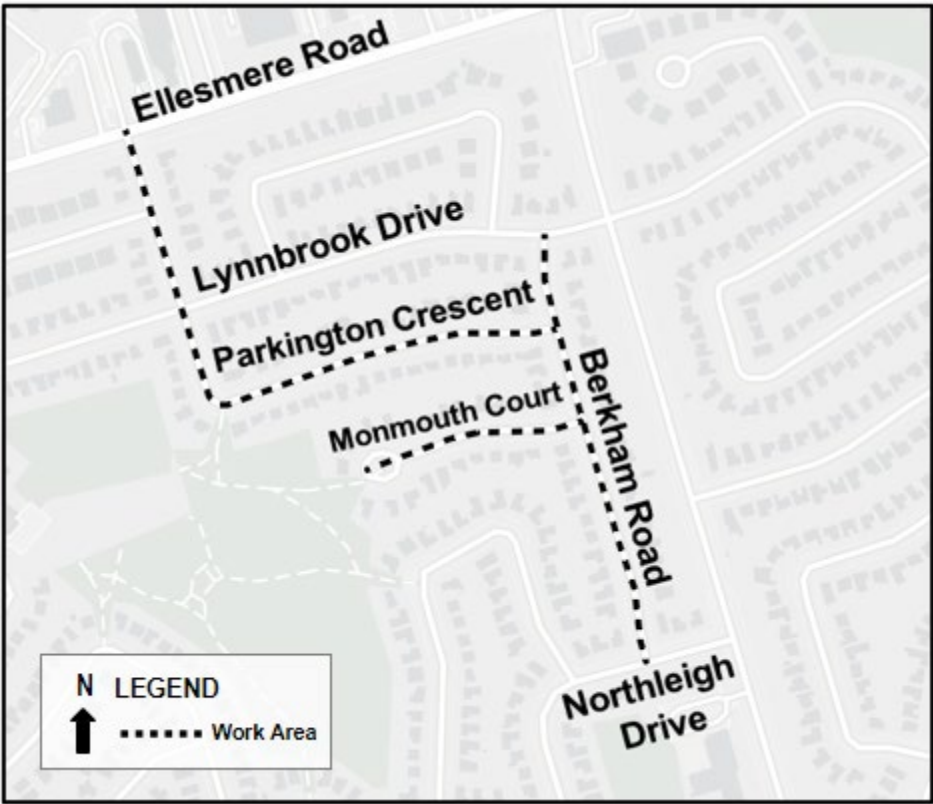 Ellesmere Road
Lynnbrook Drive
Parkington Crescent
Monmouth Court
Berkham Road
Northleigh
Drive
N LEGEND
Work Area